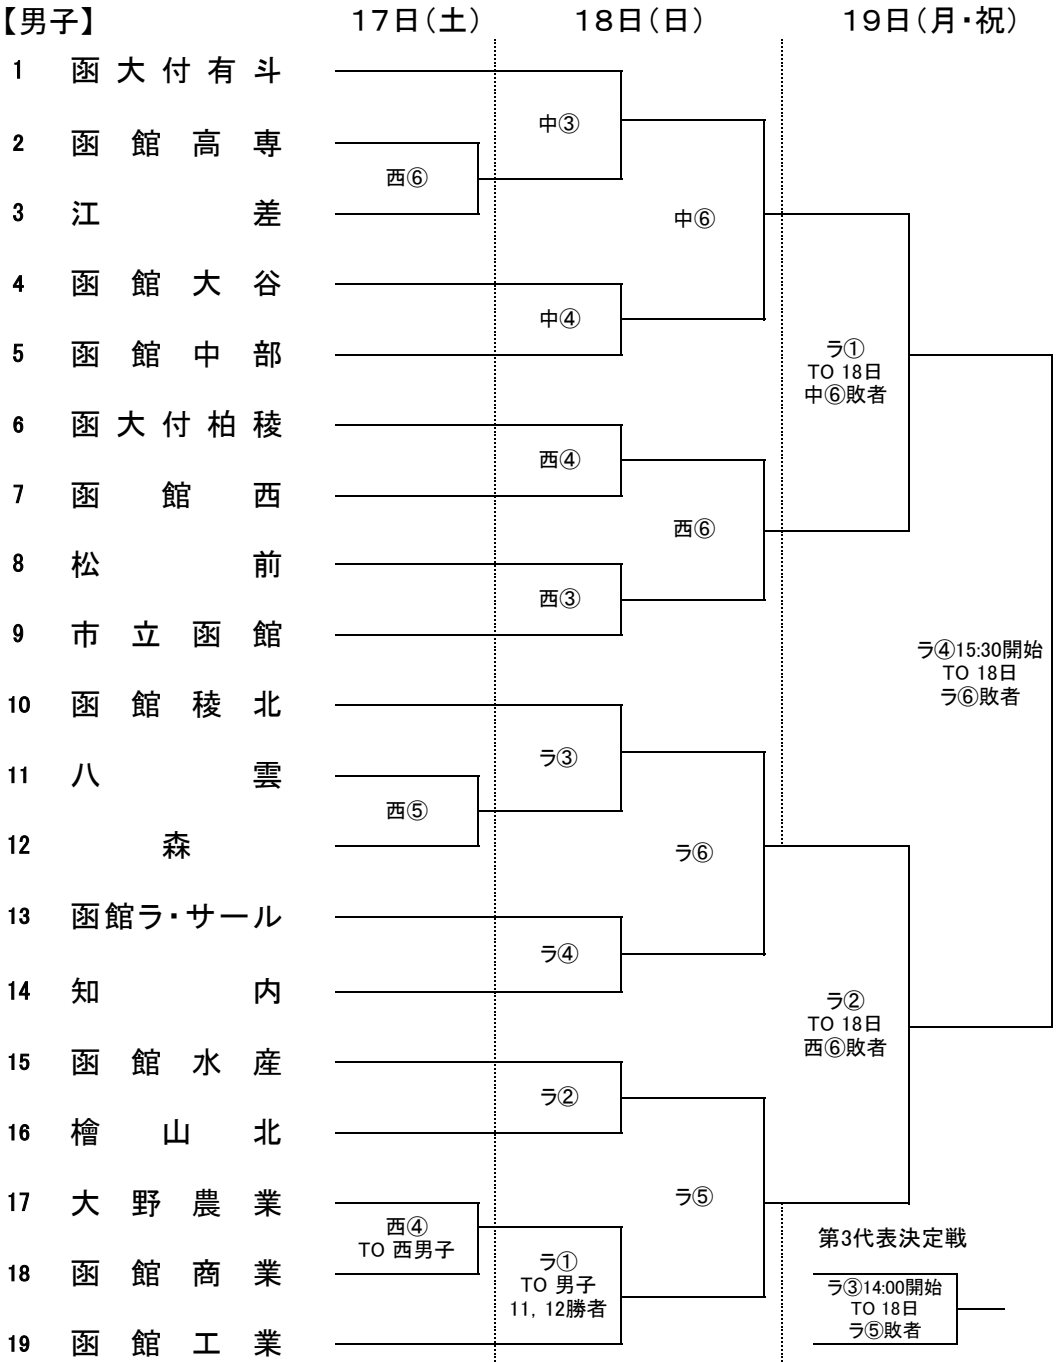 【男子】 17日(土) 18日(日) 19日(月・祝)
1 函大付有斗
中③
2 函館高専
西⑥
3 江差
中⑥
4 函館大谷
中④
5 函館中部
ラ①
TO 18日
中⑥敗者
6 函大付柏稜
西④
7 函館西
西⑥
8 松前
西③
9 市立函館
ラ④15:30開始
TO 18日
ラ⑥敗者
10 函館稜北
ラ③
11 八雲
西⑤
12 森
ラ⑥
13 函館ラ・サール
ラ④
14 知内
ラ②
TO 18日
西⑥敗者
15 函館水産
ラ②
16 檜山北
ラ⑤
17 大野農業
西④
TO 西男子
第3代表決定戦
18 函館商業
ラ①
TO 男子
11, 12勝者
ラ③14:00開始
TO 18日
ラ⑤敗者
19 函館工業